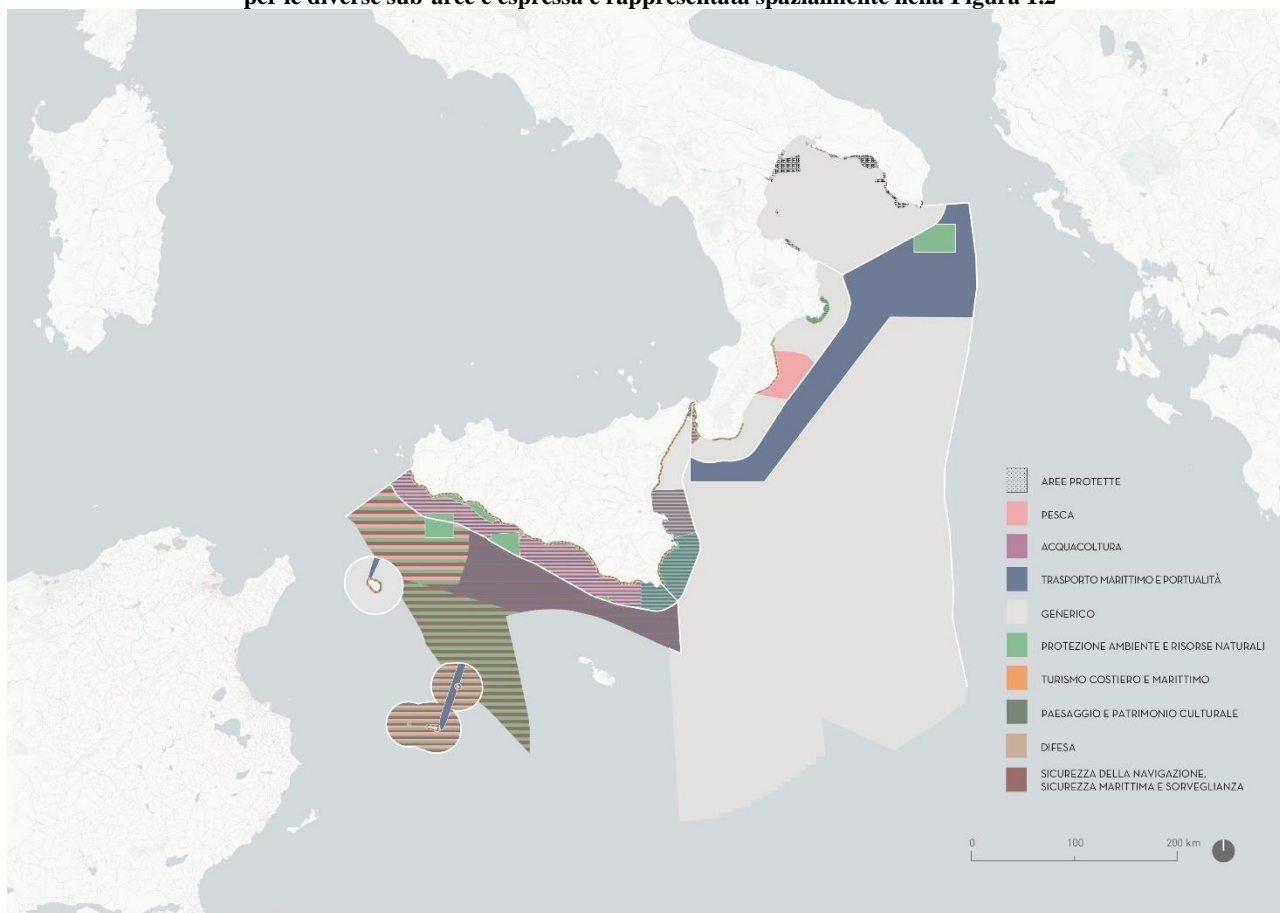 per le diverse sub-aree è espressa e rappresentata spazialmente nella Figura 1.2
AREE PROTETTE
PESCA
ACQUACOLTURA
TRASPORTO MARITTIMO E PORTUALITÀ
GENERICO
PROTEZIONE AMBIENTE E RISORSE NATURALI
TURISMO COSTIERO E MARITTIMO
PAESAGGIO E PATRIMONIO CULTURALE
DIFESA
SICUREZZA DELLA NAVIGAZIONE,
SICUREZZA MARITTIMA E SORVEGLIANZA
0 100 200 km